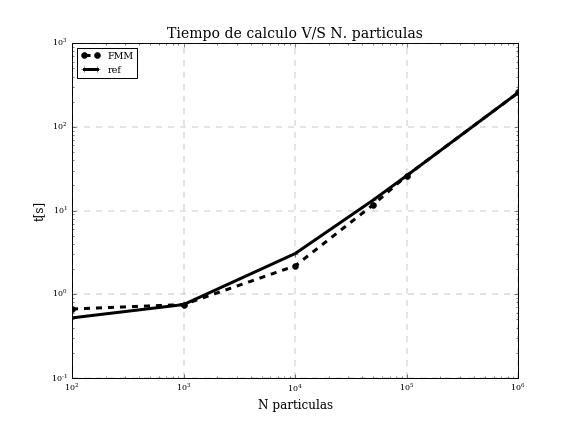 Tiempo de calculo V/S N. particulas
FMM
ref
t[s]
10³
10²
10¹
10⁰
10⁻¹
10²
10³
10⁴
10⁵
10⁶
N particulas